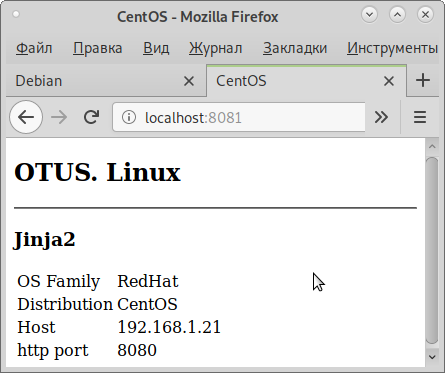 CentOS - Mozilla Firefox
Файл Правка Вид Журнал Закладки Инструменты
Debian CentOS
localhost:8081
OTUS. Linux
Jinja2
OS Family RedHat
Distribution CentOS
Host 192.168.1.21
http port 8080